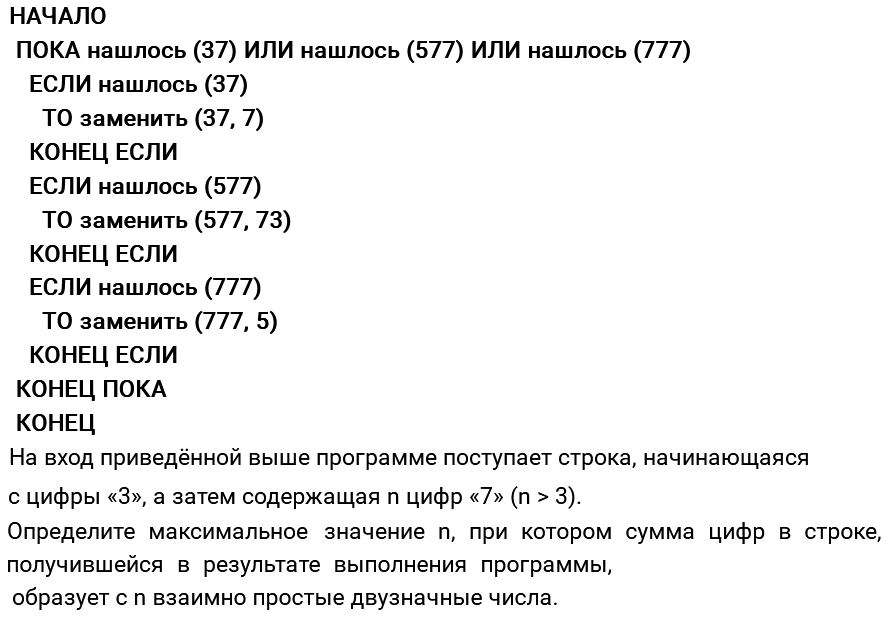 НАЧАЛО
ПОКА нашлось (37) ИЛИ нашлось (577) ИЛИ нашлось (777)
ЕСЛИ нашлось (37)
ТО заменить (37, 7)
КОНЕЦ ЕСЛИ
ЕСЛИ нашлось (577)
ТО заменить (577, 73)
КОНЕЦ ЕСЛИ
ЕСЛИ нашлось (777)
ТО заменить (777, 5)
КОНЕЦ ЕСЛИ
КОНЕЦ ПОКА
КОНЕЦ
На вход приведённой выше программе поступает строка, начинающаяся
с цифры «3», а затем содержащая n цифр «7» (n > 3).
Определите максимальное значение n, при котором сумма цифр в строке,
получившейся в результате выполнения программы,
образует с n взаимно простые двузначные числа.